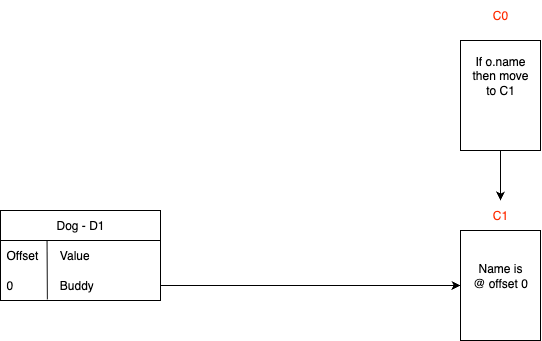 C0
If o.name
then move
to C1
C1
Dog - D1
Offset Value
0 Buddy
Name is
@ offset 0